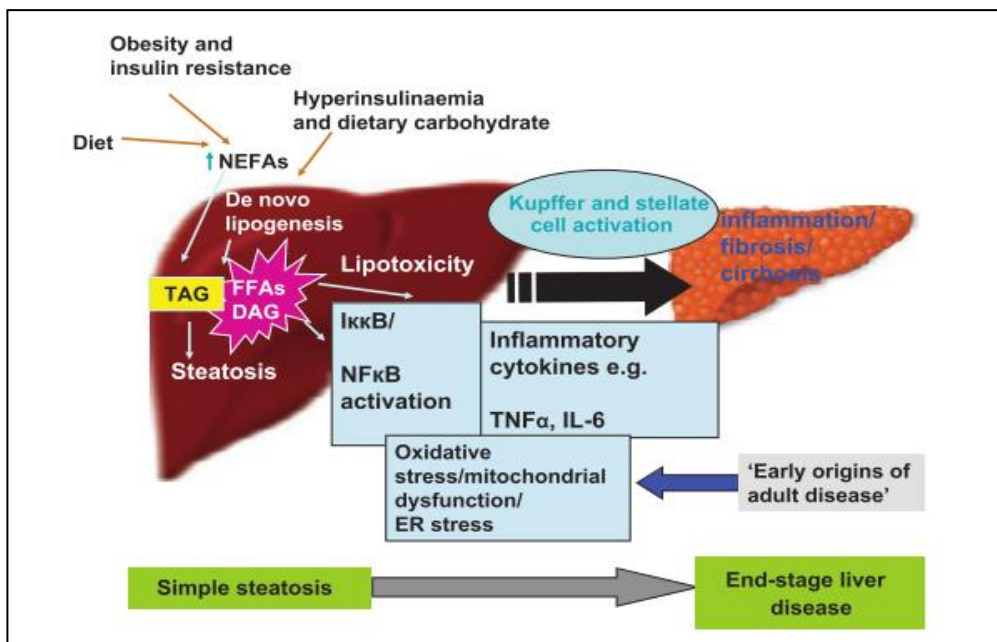 Obesity and
insulin resistance
Hyperinsulinaemia
and dietary carbohydrate
Diet
↑ NEFAs
De novo
lipogenesis
Kupffer and stellate
cell activation
inflammation/
fibrosis/
cirrhosis
Lipotoxicity
TAG
FFAs
DAG
Steatosis
IκκB/
NFκB
activation
Inflammatory
cytokines e.g.
TNFα, IL-6
Oxidative
stress/mitochondrial
dysfunction/
ER stress
‘Early origins of
adult disease’
Simple steatosis
End-stage liver
disease